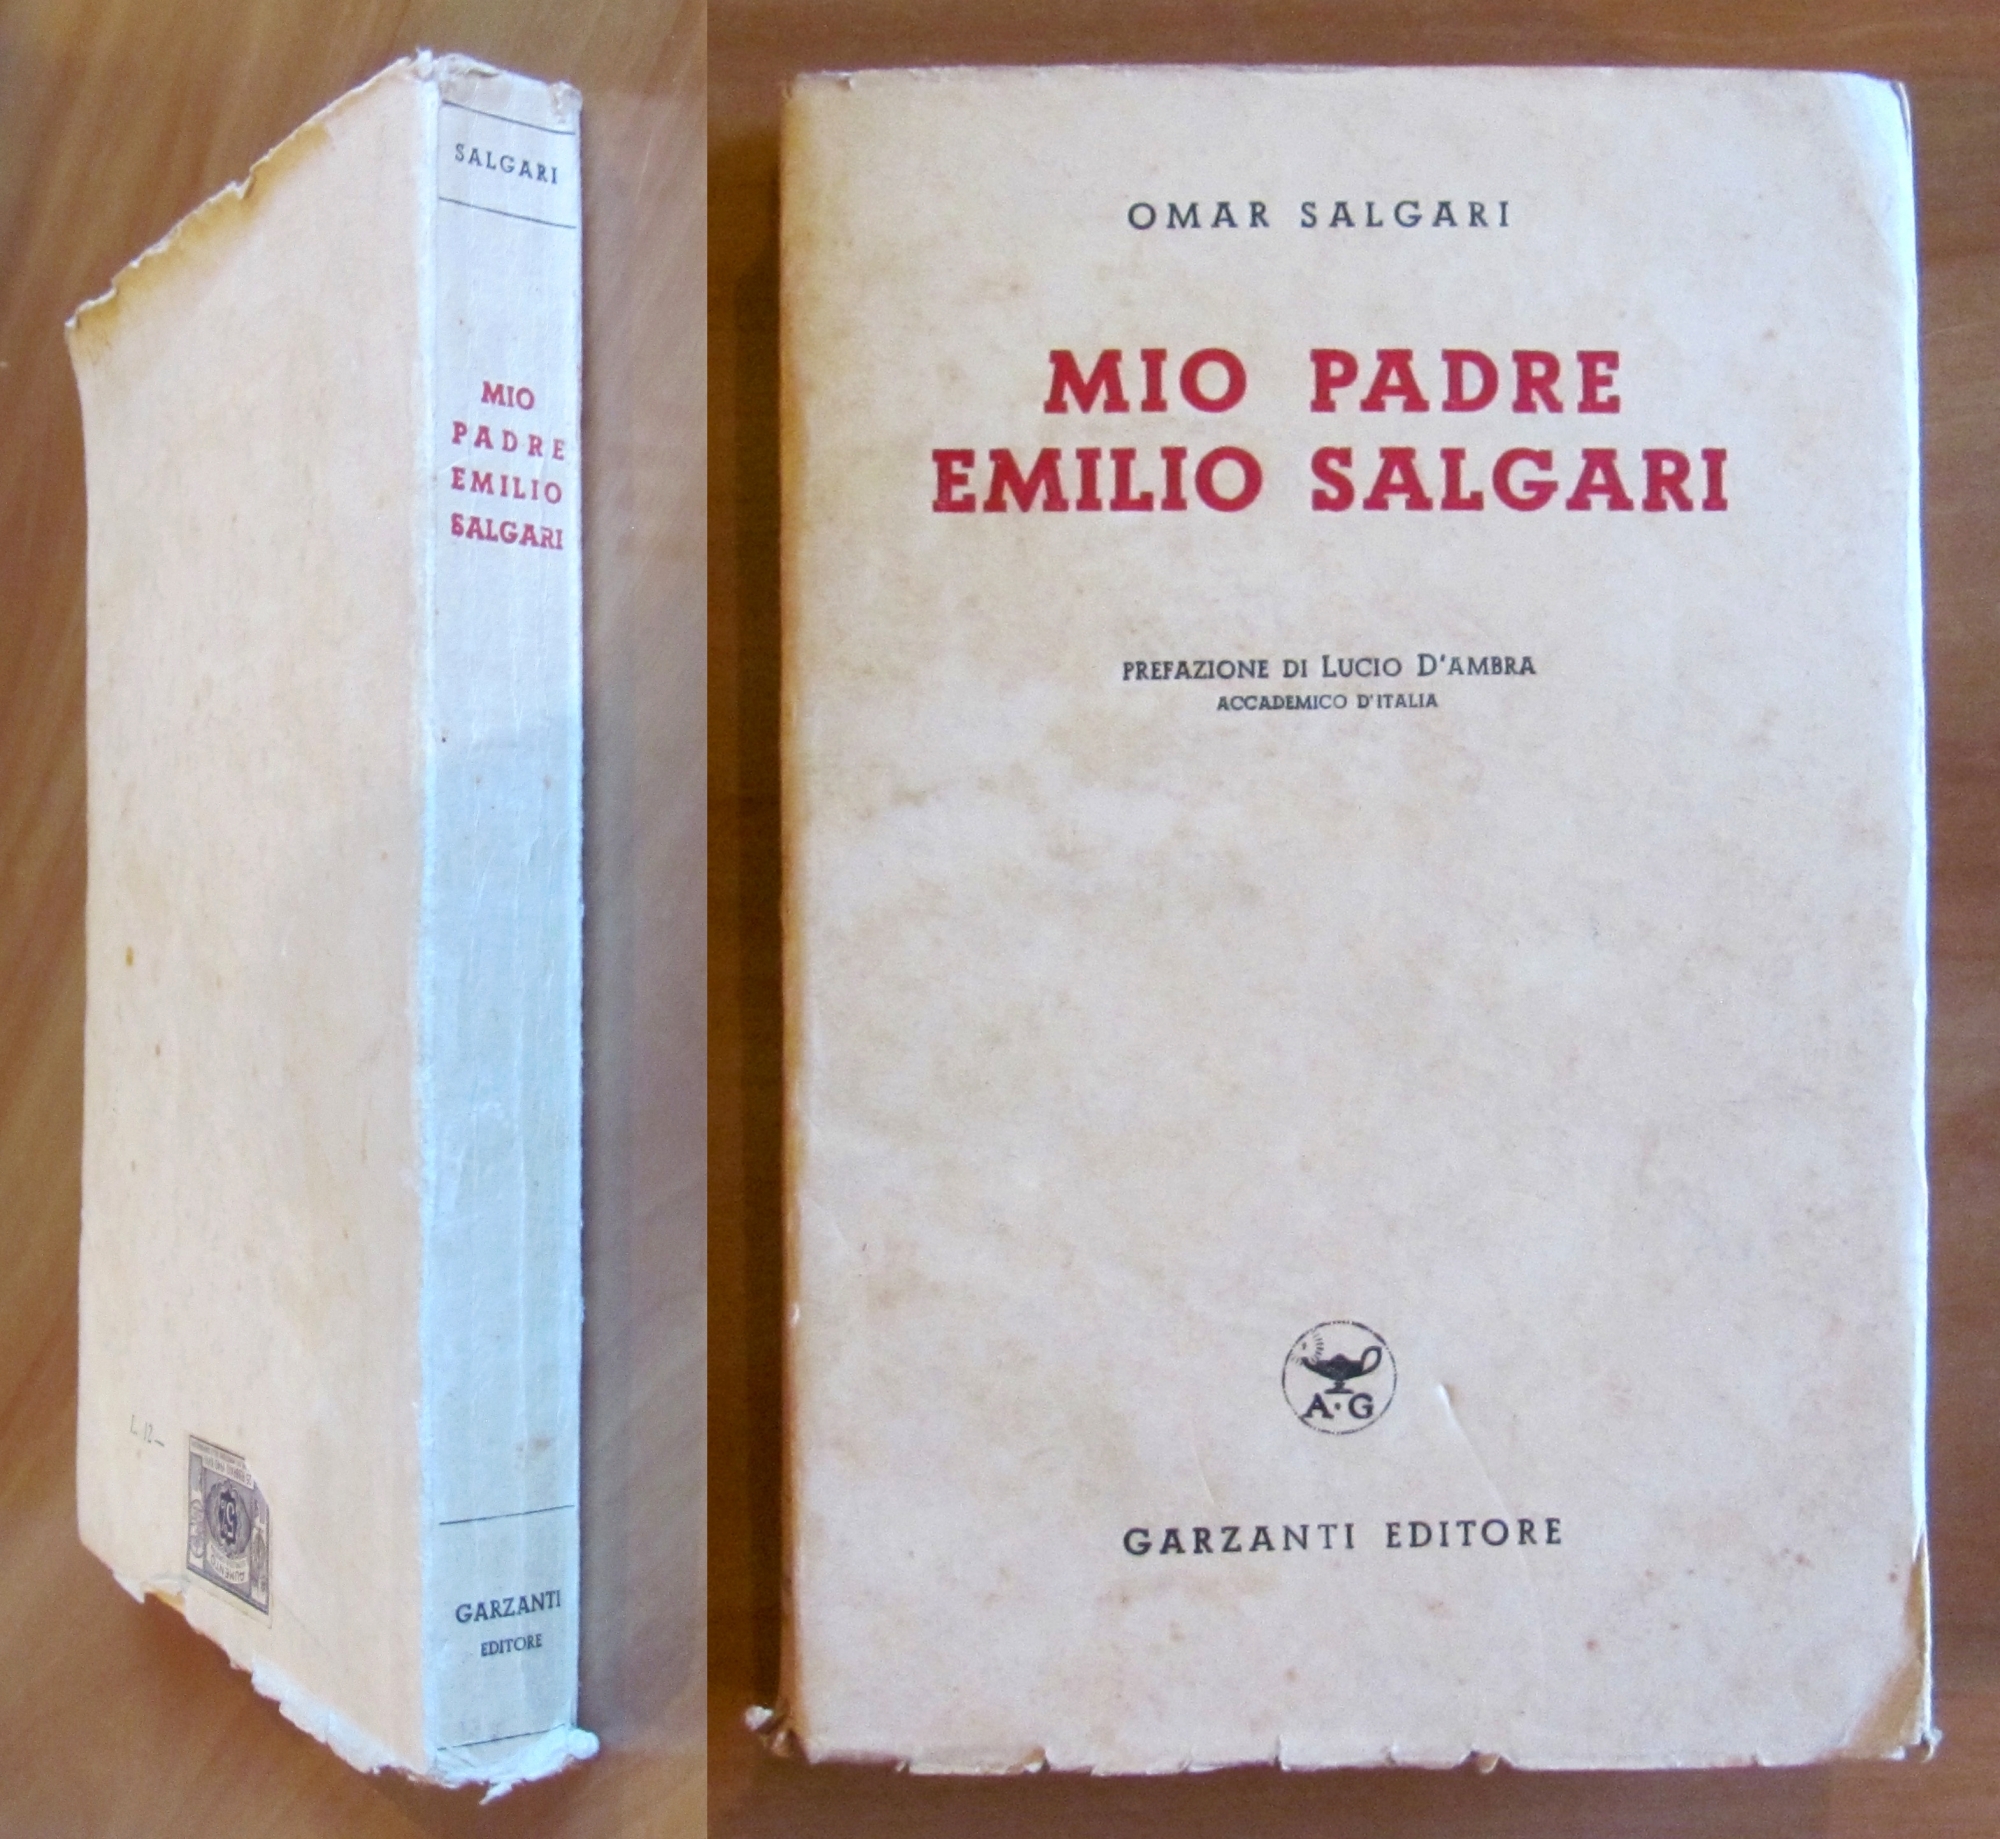 SALGARI
MIO
PADRE
EMILIO
SALGARI
L. 12—
GARZANTI
EDITORE
OMAR SALGARI
MIO PADRE
EMILIO SALGARI
PREFAZIONE DI LUCIO D'AMBRA
ACCADEMICO D'ITALIA
A·G
GARZANTI EDITORE